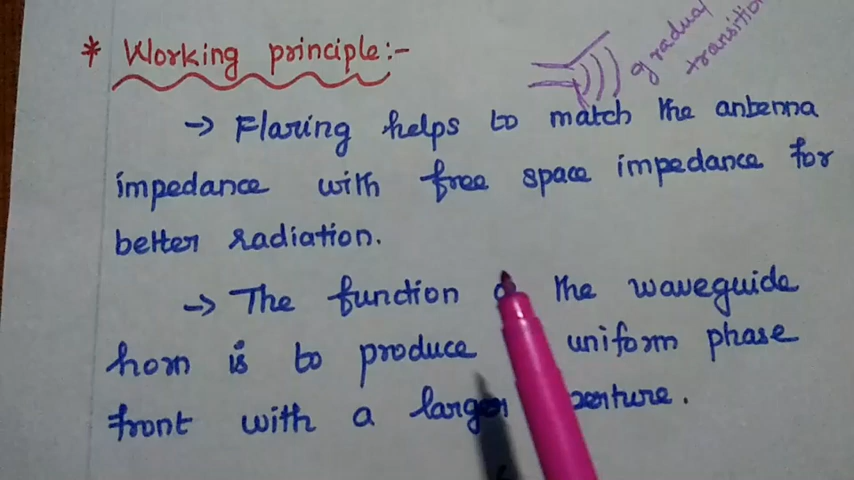 * Working principle:-
gradual
transition
→ Flaring helps to match the antenna
impedance with free space impedance for
better radiation.
→ The function the waveguide
horn is to produce uniform phase
front with a larger